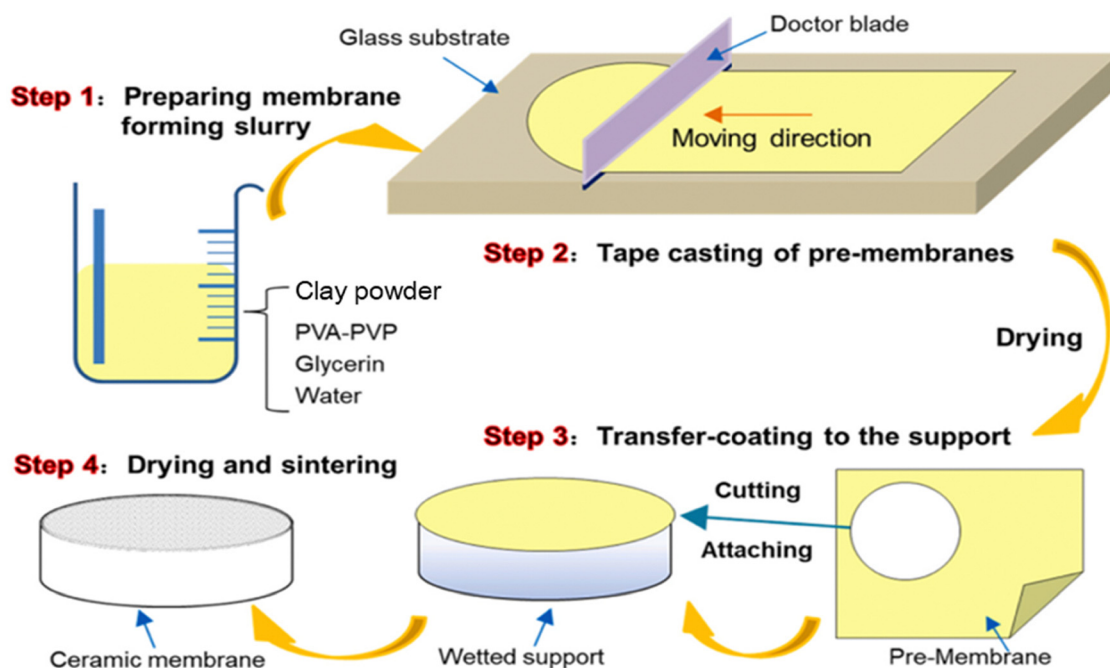 Glass substrate
Doctor blade
Step 1： Preparing membrane
forming slurry
Moving direction
Step 2： Tape casting of pre-membranes
Clay powder
PVA-PVP
Glycerin
Water
Drying
Step 3： Transfer-coating to the support
Step 4： Drying and sintering
Cutting
Attaching
Ceramic membrane
Wetted support
Pre-Membrane